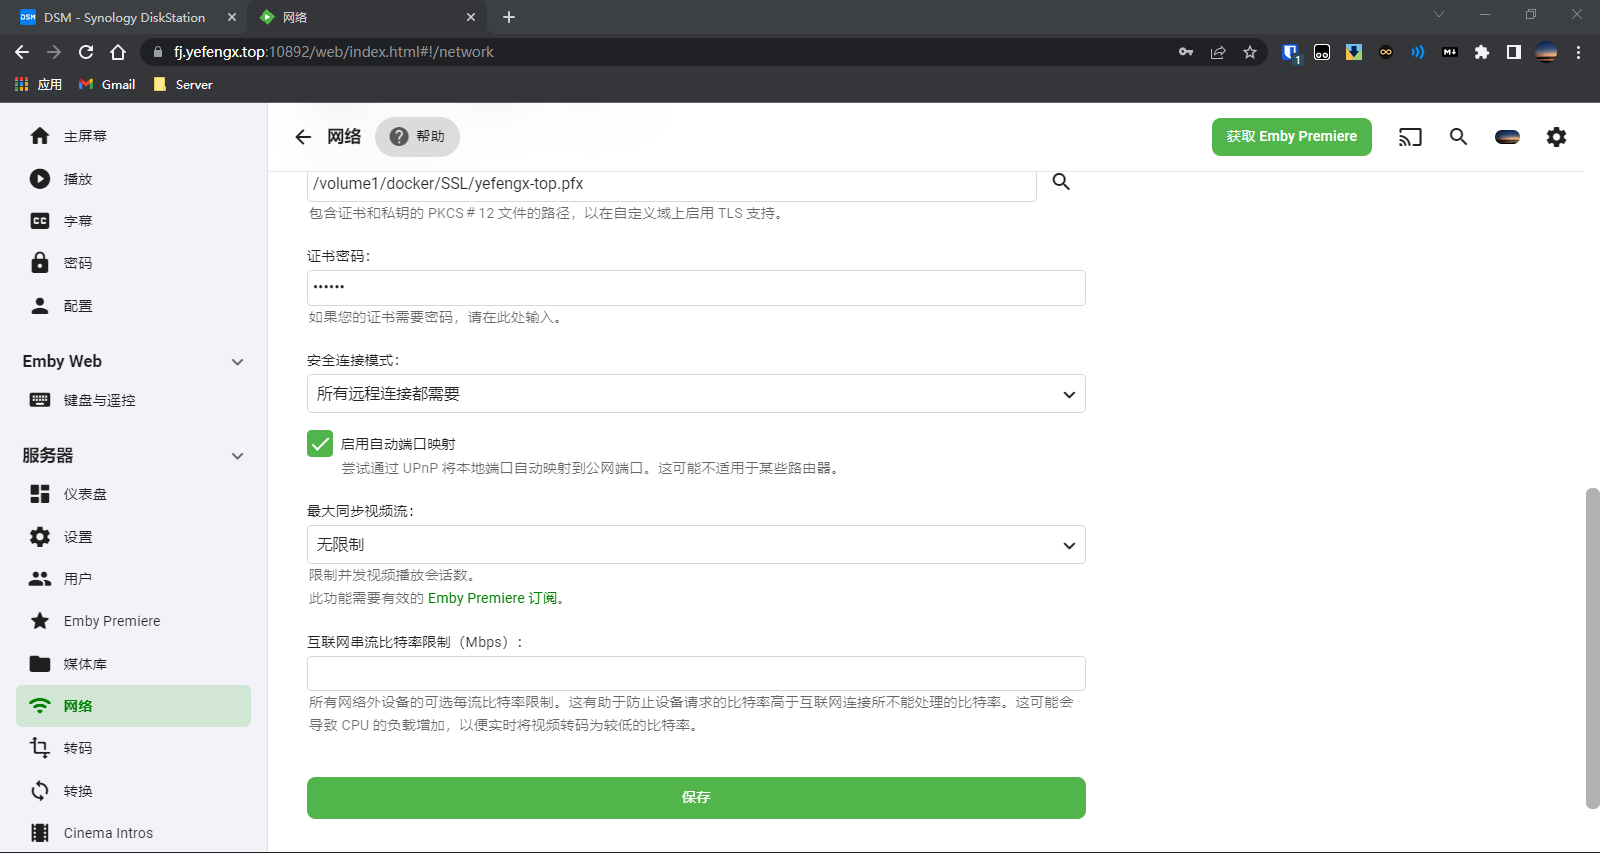 DSM - Synology DiskStation
网络
fj.yefengx.top:10892/web/index.html#!/network
1
应用
Gmail
Server
主屏幕
播放
字幕
密码
配置
Emby Web
键盘与遥控
服务器
仪表盘
设置
用户
Emby Premiere
媒体库
网络
转码
转换
Cinema Intros
网络
帮助
获取 Emby Premiere
/volume1/docker/SSL/yefengx-top.pfx
包含证书和私钥的 PKCS # 12 文件的路径，以在自定义域上启用 TLS 支持。
证书密码：
••••••
如果您的证书需要密码，请在此处输入。
安全连接模式：
所有远程连接都需要
启用自动端口映射
尝试通过 UPnP 将本地端口自动映射到公网端口。这可能不适用于某些路由器。
最大同步视频流：
无限制
限制并发视频播放会话数。
此功能需要有效的 Emby Premiere 订阅。
互联网串流比特率限制（Mbps）：
所有网络外设备的可选每流比特率限制。这有助于防止设备请求的比特率高于互联网连接所不能处理的比特率。这可能会
导致 CPU 的负载增加，以便实时将视频转码为较低的比特率。
保存